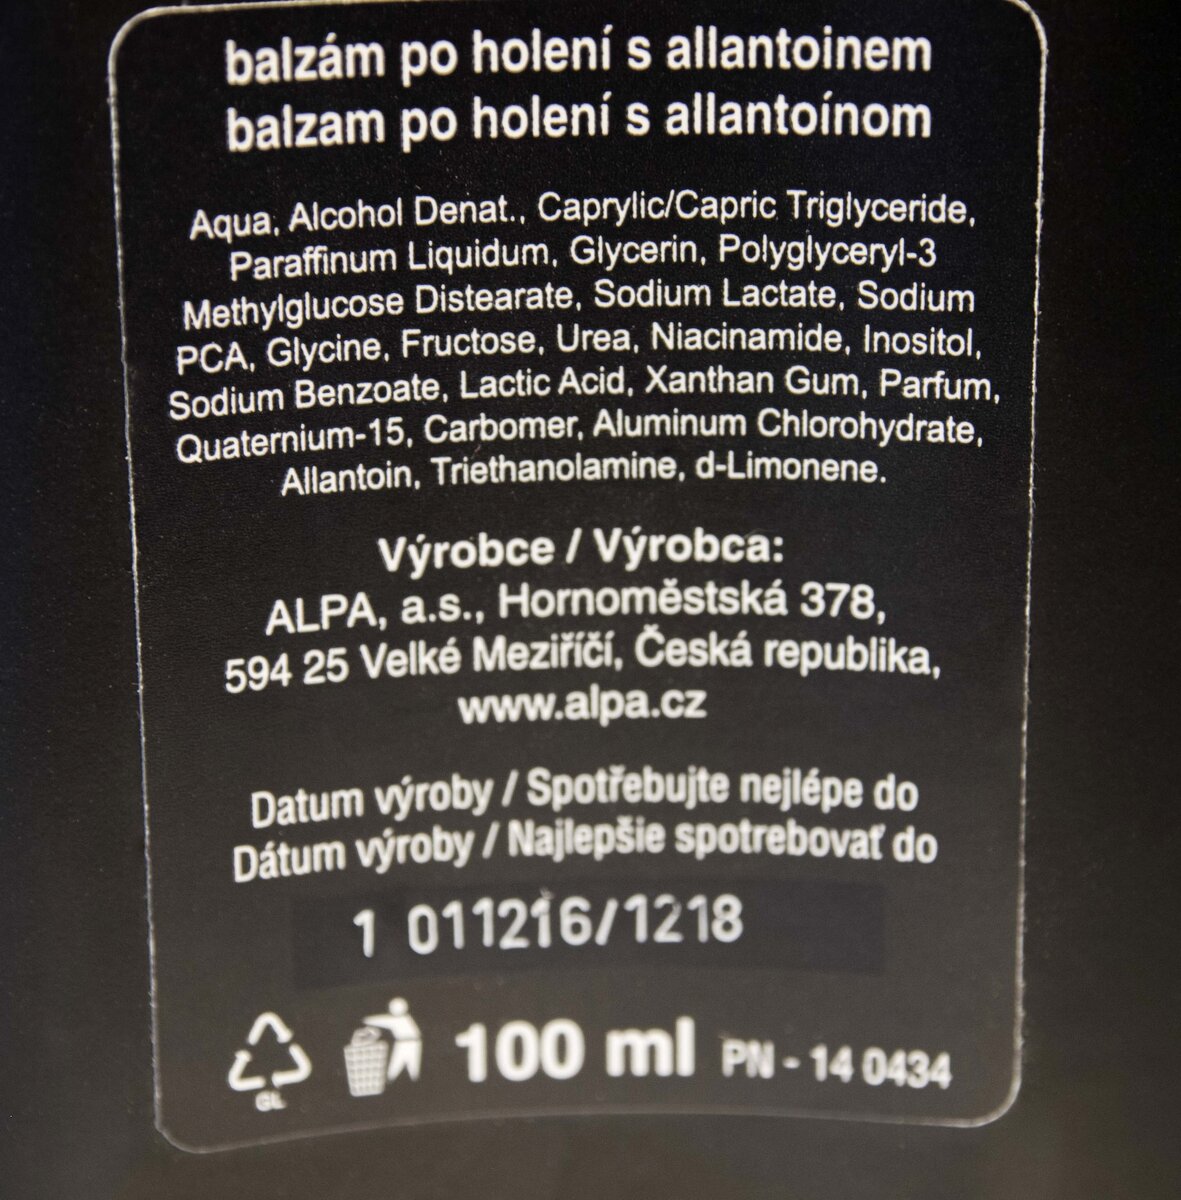 balzám po holení s allantoinem
balzam po holení s allantoínom
Aqua, Alcohol Denat., Caprylic/Capric Triglyceride,
Paraffinum Liquidum, Glycerin, Polyglyceryl-3
Methylglucose Distearate, Sodium Lactate, Sodium
PCA, Glycine, Fructose, Urea, Niacinamide, Inositol,
Sodium Benzoate, Lactic Acid, Xanthan Gum, Parfum,
Quaternium-15, Carbomer, Aluminum Chlorohydrate,
Allantoin, Triethanolamine, d-Limonene.
Výrobce / Výrobca:
ALPA, a.s., Hornoměstská 378,
594 25 Velké Meziříčí, Česká republika,
www.alpa.cz
Datum výroby / Spotřebujte nejlépe do
Dátum výroby / Najlepšie spotrebovať do
1 011216/1218
GL 100 ml PN - 14 0434